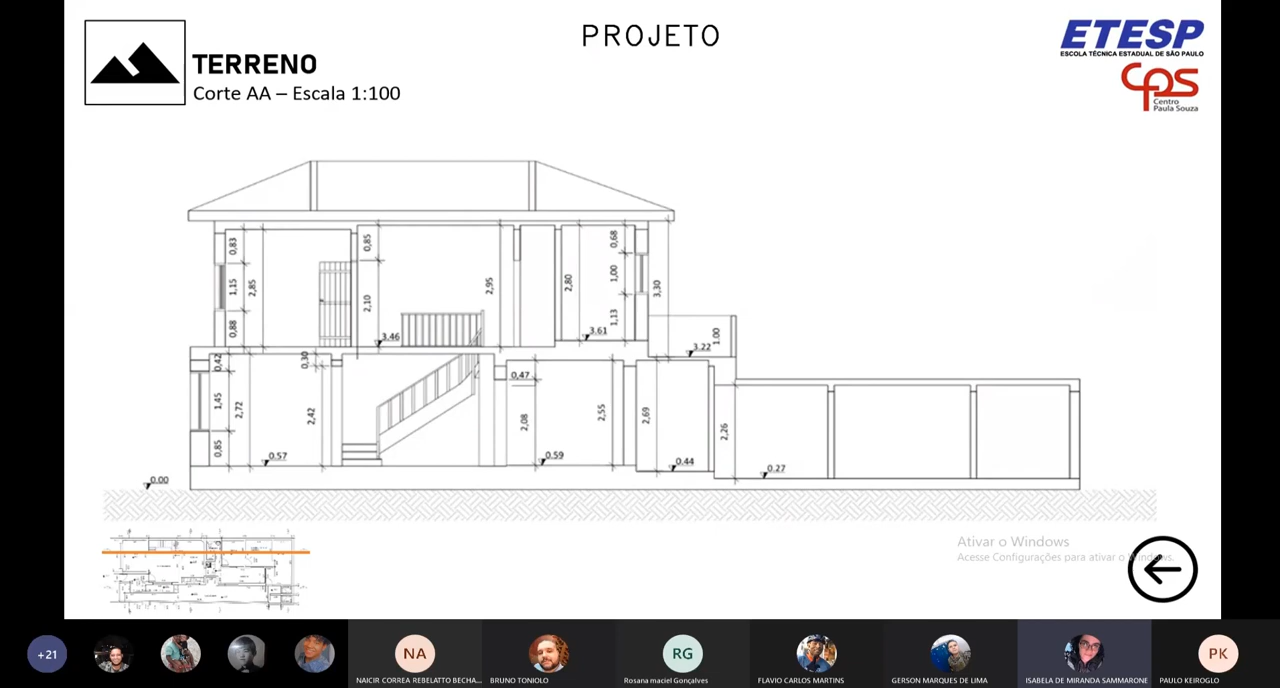 PROJETO
TERRENO
Corte AA – Escala 1:100
ETESP
ESCOLA TÉCNICA ESTADUAL DE SÃO PAULO
CPS
Centro
Paula Souza
0,83
1,15
2,85
0,88
0,85
2,10
3.46
2,95
2,80
0,68
1,00
1,13
3.61
3,30
1.00
3.22
0,42
1,45
2,72
0,85
0,30
2,42
0.57
0,47
2,08
2,55
0.59
2,69
0.44
2,26
0.27
0.00
Ativar o Windows
Acesse Configurações para ativar o Windows.
+21
NA
NAICIR CORREA REBELATTO BECHA...
BRUNO TONIOLO
RG
Rosana maciel Gonçalves
FLAVIO CARLOS MARTINS
GERSON MARQUES DE LIMA
ISABELA DE MIRANDA SAMMARONE
PK
PAULO KEIROGLO